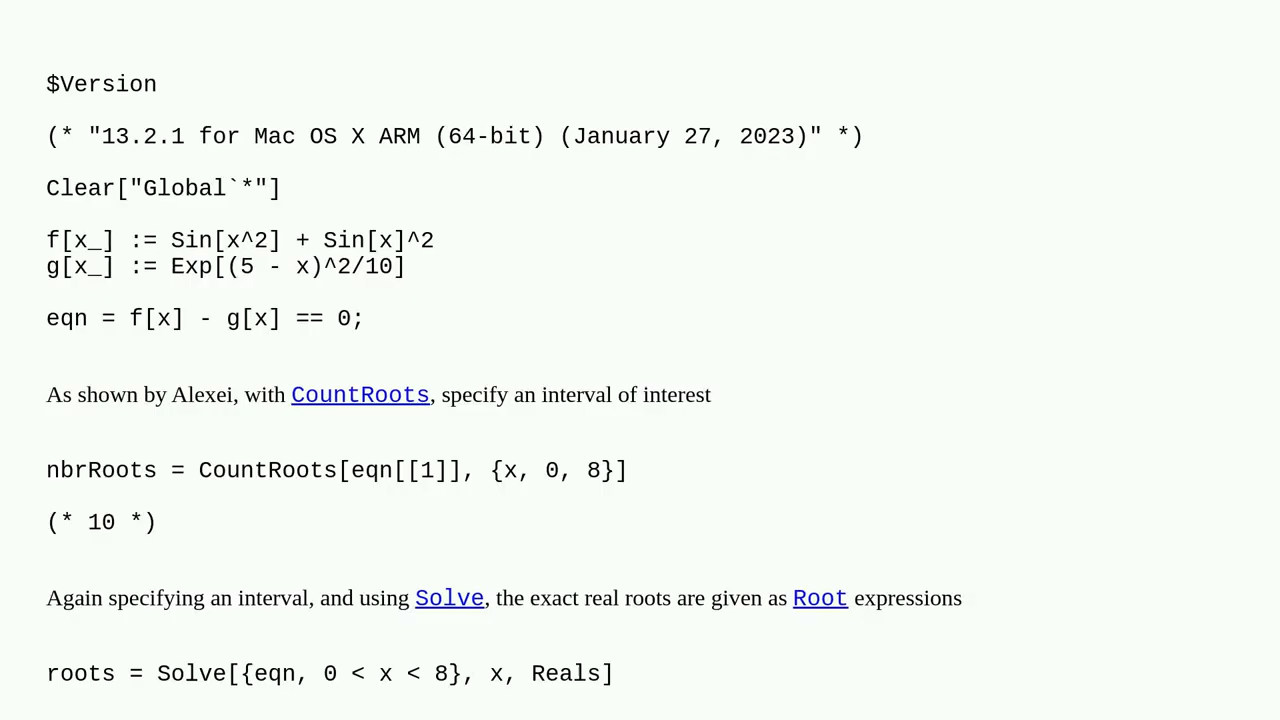 $Version
(* "13.2.1 for Mac OS X ARM (64-bit) (January 27, 2023)" *)
Clear["Global`*"]
f[x_] := Sin[x^2] + Sin[x]^2
g[x_] := Exp[(5 - x)^2/10]
eqn = f[x] - g[x] == 0;
As shown by Alexei, with CountRoots, specify an interval of interest
nbrRoots = CountRoots[eqn[[1]], {x, 0, 8}]
(* 10 *)
Again specifying an interval, and using Solve, the exact real roots are given as Root expressions
roots = Solve[{eqn, 0 < x < 8}, x, Reals]